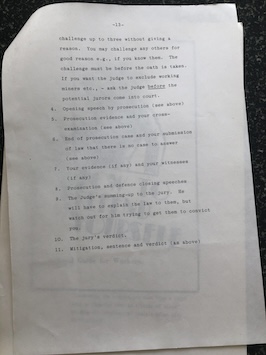 -13-
challenge up to three without giving a
reason. You may challenge any others for
good reason e.g., if you know them. The
challenge must be before the oath is taken.
If you want the judge to exclude working
miners etc., - ask the judge before the
potential jurors come into court.
4. Opening speech by prosecution (see above)
5. Prosecution evidence and your cross-
examination (see above)
6. End of prosecution case and your submission
of law that there is no case to answer
(see above)
7. Your evidence (if any) and your witnesses
(if any)
8. Prosecution and defence closing speeches
9. The Judge's summing-up to the jury. He
will have to explain the law to them, but
watch out for him trying to get them to convict
you.
10. The jury's verdict.
11. Mitigation, sentence and verdict (as above)